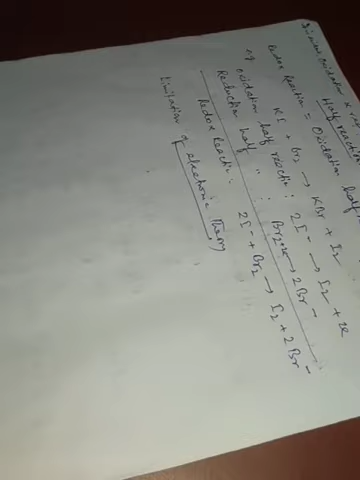 Half reaction
Redox Reaction = Oxidation half
KI + Br2 → KBr + I2
Oxidation half reaction : 2I- → I2 + 2e
Reduction half " : Br2+2e → 2Br-
Redox Reaction : 2I- + Br2 → I2 + 2Br-
Limitation of electronic Theory